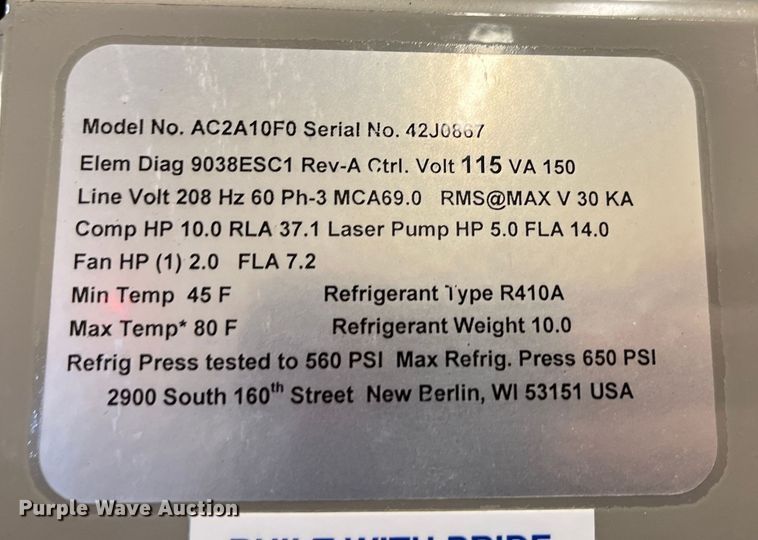 Model No. AC2A10F0 Serial No. 42J0867
Elem Diag 9038ESC1 Rev-A Ctrl. Volt 115 VA 150
Line Volt 208 Hz 60 Ph-3 MCA69.0 RMS@MAX V 30 KA
Comp HP 10.0 RLA 37.1 Laser Pump HP 5.0 FLA 14.0
Fan HP (1) 2.0 FLA 7.2
Min Temp 45 F Refrigerant Type R410A
Max Temp* 80 F Refrigerant Weight 10.0
Refrig Press tested to 560 PSI Max Refrig. Press 650 PSI
2900 South 160th Street New Berlin, WI 53151 USA
Purple Wave Auction
BUILT WITH PRIDE